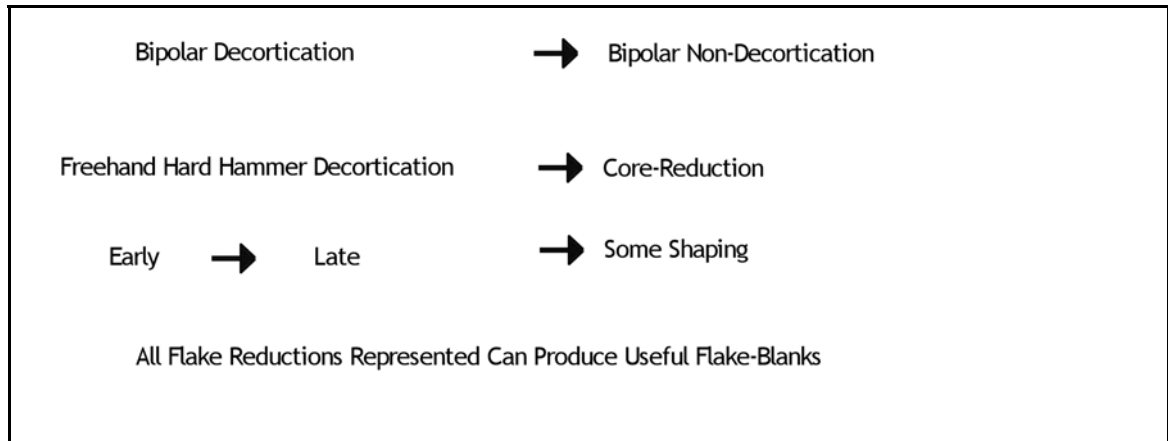 Bipolar Decortication → Bipolar Non-Decortication
Freehand Hard Hammer Decortication → Core-Reduction
Early → Late → Some Shaping
All Flake Reductions Represented Can Produce Useful Flake-Blanks